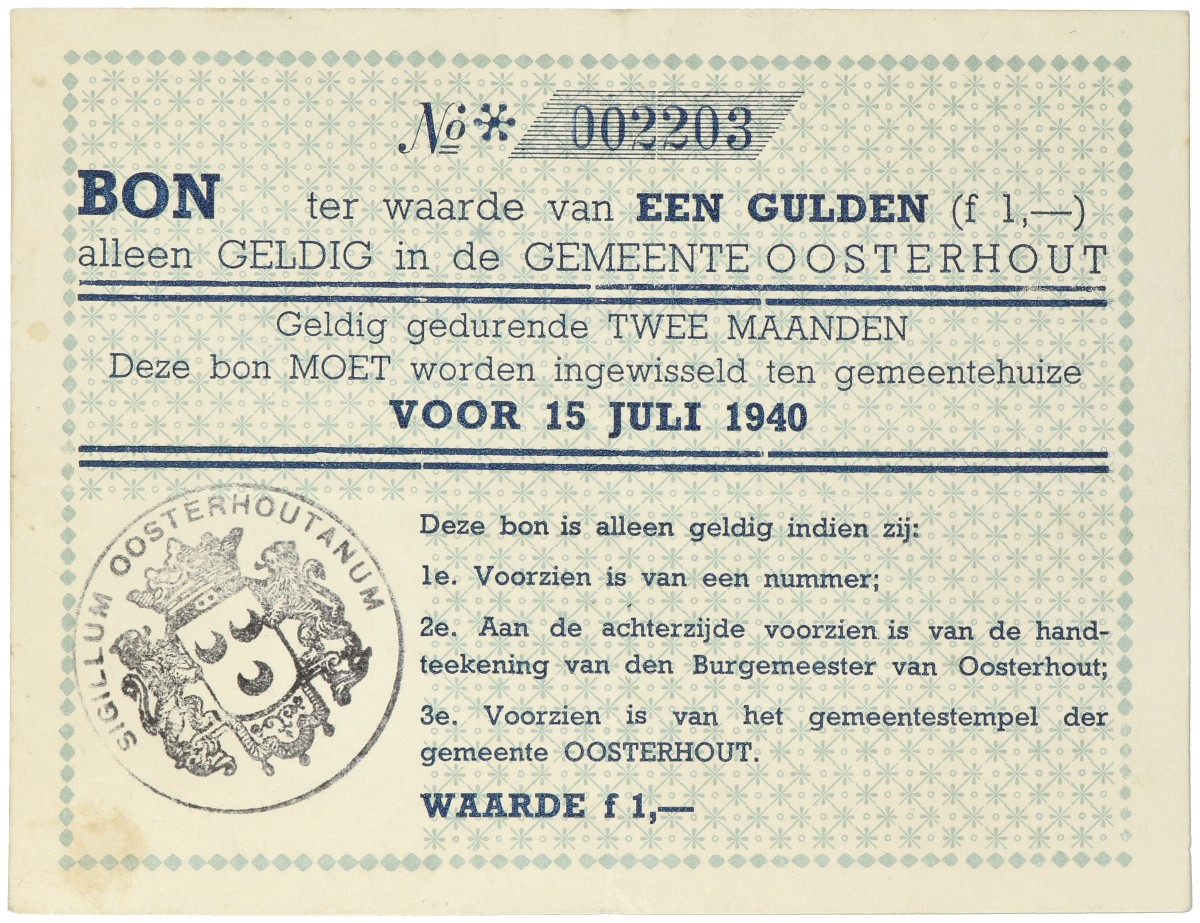 No * 002203
BON ter waarde van EEN GULDEN (f 1,—)
alleen GELDIG in de GEMEENTE OOSTERHOUT
Geldig gedurende TWEE MAANDEN
Deze bon MOET worden ingewisseld ten gemeentehuize
VOOR 15 JULI 1940
SIGILLUM OOSTERHOUTANUM
Deze bon is alleen geldig indien zij:
1e. Voorzien is van een nummer;
2e. Aan de achterzijde voorzien is van de hand-
teekening van den Burgemeester van Oosterhout;
3e. Voorzien is van het gemeentestempel der
gemeente OOSTERHOUT.
WAARDE f 1,—